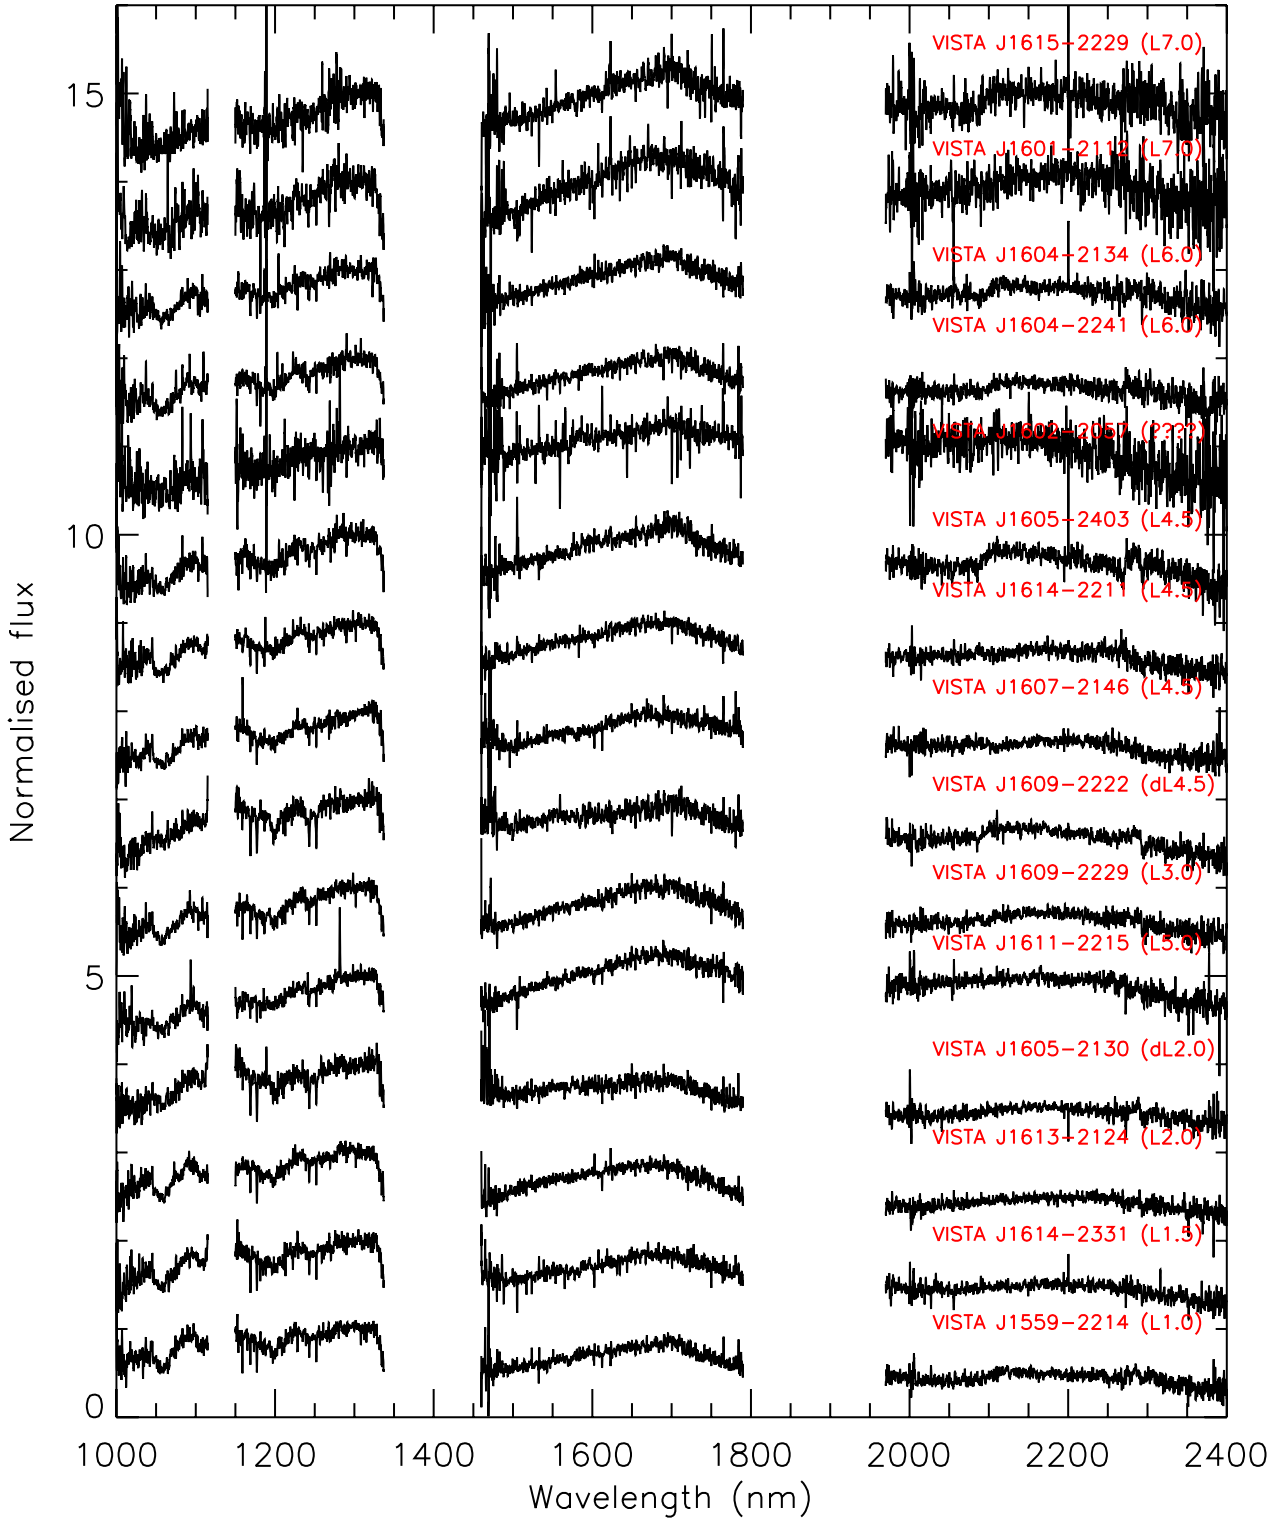 VISTA J1615-2229 (L7.0)
15
VISTA J1601-2112 (L7.0)
VISTA J1604-2134 (L6.0)
VISTA J1604-2241 (L6.0)
VISTA J1602-2057 (????)
10
VISTA J1605-2403 (L4.5)
VISTA J1614-2211 (L4.5)
Normalised flux
VISTA J1607-2146 (L4.5)
VISTA J1609-2222 (dL4.5)
VISTA J1609-2229 (L3.0)
VISTA J1611-2215 (L5.0)
5
VISTA J1605-2130 (dL2.0)
VISTA J1613-2124 (L2.0)
VISTA J1614-2331 (L1.5)
VISTA J1559-2214 (L1.0)
0
1000 1200 1400 1600 1800 2000 2200 2400
Wavelength (nm)